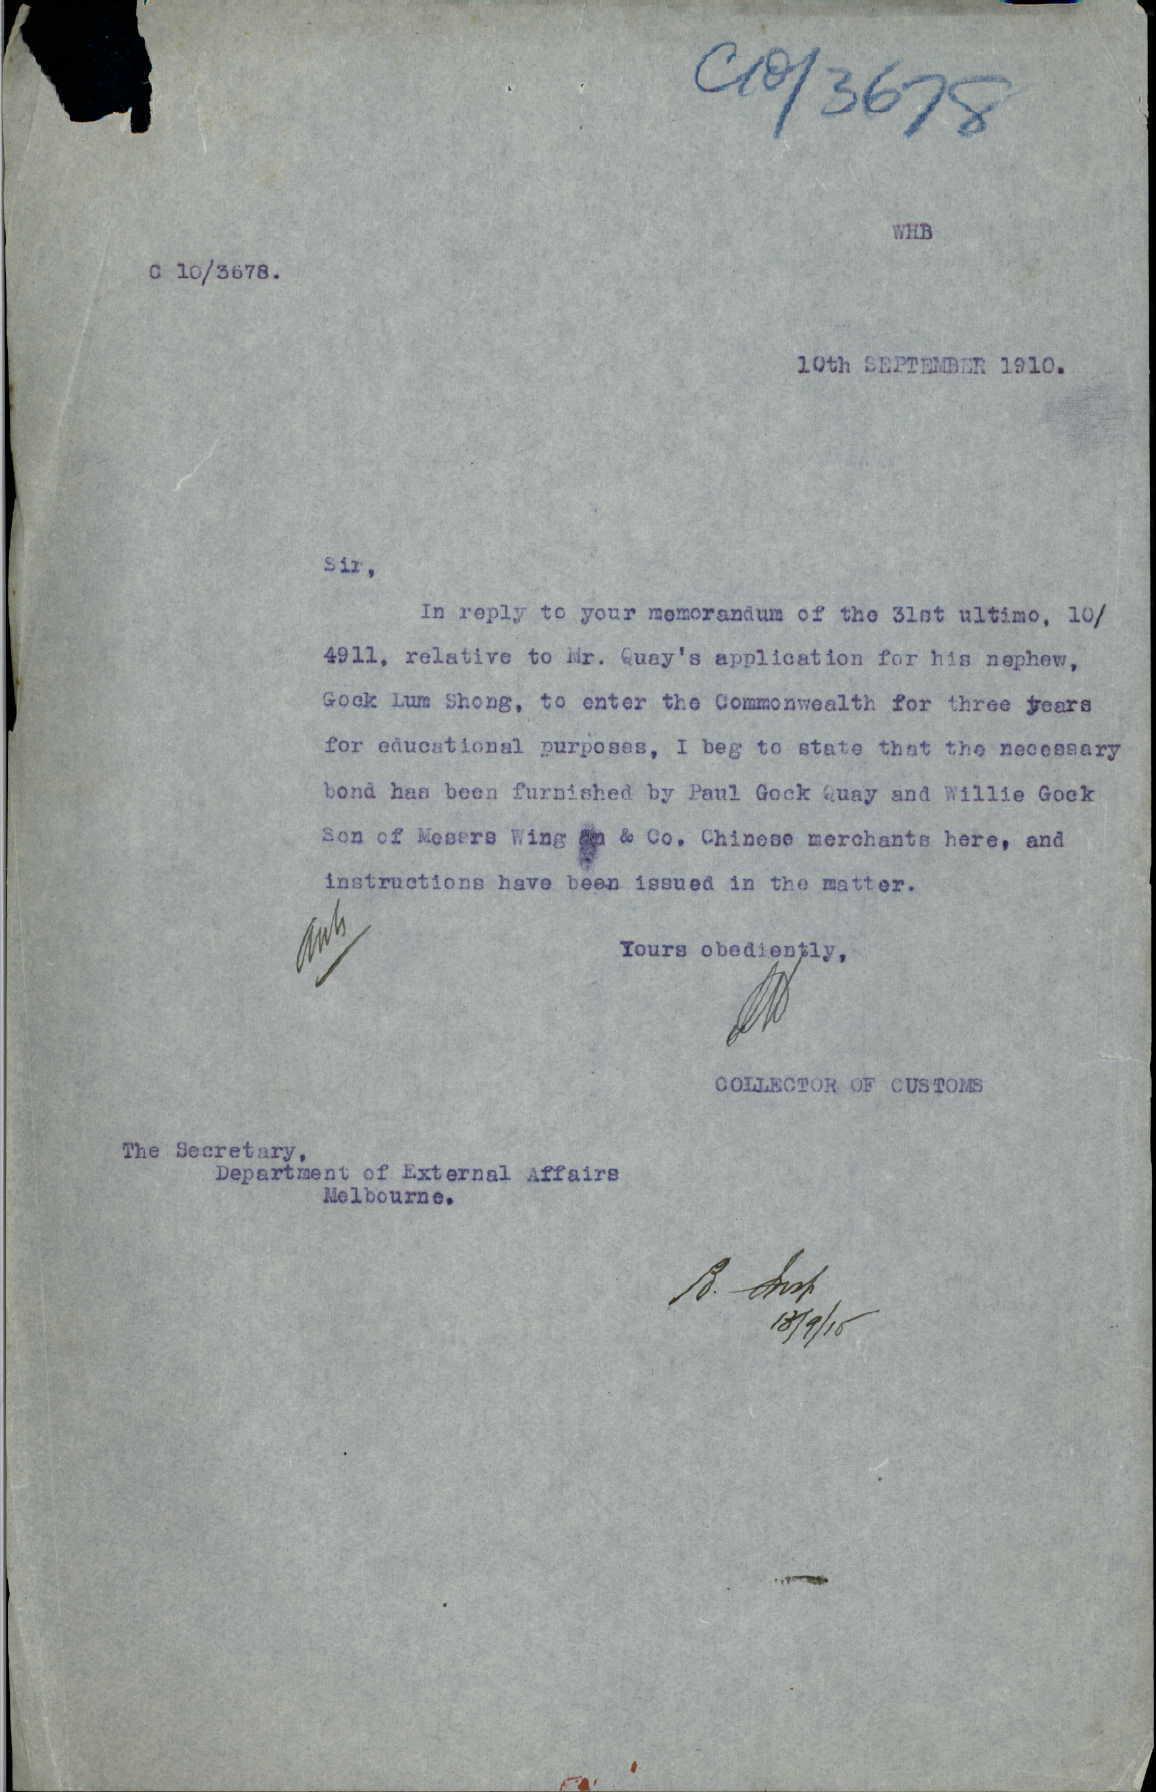 C10/3678
WHB
C 10/3678.
10th SEPTEMBER 1910.
Sir,
In reply to your memorandum of the 31st ultimo, 10/
4911, relative to Mr. Quay's application for his nephew,
Gock Lum Shong, to enter the Commonwealth for three years
for educational purposes, I beg to state that the necessary
bond has been furnished by Paul Gock Quay and Willie Gock
Son of Messrs Wing on & Co. Chinese merchants here, and
instructions have been issued in the matter.
Yours obediently,
COLLECTOR OF CUSTOMS
The Secretary,
Department of External Affairs
Melbourne.
B.